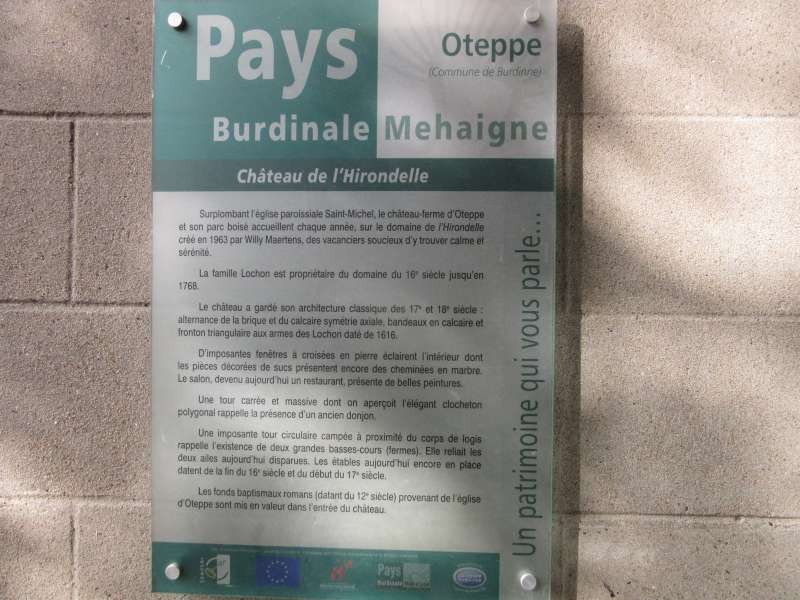 Pays
Oteppe
(Commune de Burdinne)
Burdinale Mehaigne
Château de l'Hirondelle
Surplombant l'église paroissiale Saint-Michel, le château-ferme d'Oteppe
et son parc boisé accueillent chaque année, sur le domaine de l'Hirondelle
créé en 1963 par Willy Maertens, des vacanciers soucieux d'y trouver calme et
sérénité.
La famille Lochon est propriétaire du domaine du 16e siècle jusqu'en
1768.
Le château a gardé son architecture classique des 17e et 18e siècle :
alternance de la brique et du calcaire symétrie axiale, bandeaux en calcaire et
fronton triangulaire aux armes des Lochon daté de 1616.
D'imposantes fenêtres à croisées en pierre éclairent l'intérieur dont
les pièces décorées de sucs présentent encore des cheminées en marbre.
Le salon, devenu aujourd'hui un restaurant, présente de belles peintures.
Une tour carrée et massive dont on aperçoit l'élégant clocheton
polygonal rappelle la présence d'un ancien donjon.
Une imposante tour circulaire campée à proximité du corps de logis
rappelle l'existence de deux grandes basses-cours (fermes). Elle reliait les
deux ailes aujourd'hui disparues. Les étables aujourd'hui encore en place
datent de la fin du 16e siècle et du début du 17e siècle.
Les fonds baptismaux romans (datant du 12e siècle) provenant de l'église
d'Oteppe sont mis en valeur dans l'entrée du château.
Un patrimoine qui vous parle...
Pays
Burdinale Mehaigne